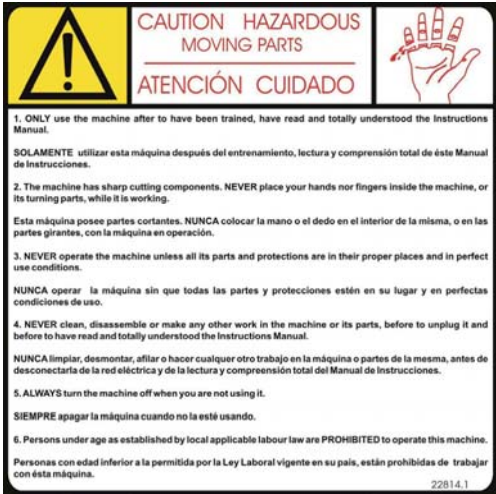 CAUTION HAZARDOUS
MOVING PARTS
ATENCIÓN CUIDADO
1. ONLY use the machine after to have been trained, have read and totally understood the Instructions
Manual.
SOLAMENTE utilizar esta máquina después del entrenamiento, lectura y comprensión total de éste Manual
de Instrucciones.
2. The machine has sharp cutting components. NEVER place your hands nor fingers inside the machine, or
its turning parts, while it is working.
Esta máquina posee partes cortantes. NUNCA colocar la mano o el dedo en el interior de la misma, o en las
partes girantes, con la máquina en operación.
3. NEVER operate the machine unless all its parts and protections are in their proper places and in perfect
use conditions.
NUNCA operar la máquina sin que todas las partes y protecciones estén en su lugar y en perfectas
condiciones de uso.
4. NEVER clean, disassemble or make any other work in the machine or its parts, before to unplug it and
before to have read and totally understood the Instructions Manual.
NUNCA limpiar, desmontar, afilar o hacer cualquer otro trabajo en la máquina o partes de la mesma, antes de
desconectarla de la red eléctrica y de la lectura y compreensión total del Manual de Instrucciones.
5. ALWAYS turn the machine off when you are not using it.
SIEMPRE apagar la máquina cuando no la esté usando.
6. Persons under age as established by local applicable labour law are PROHIBITED to operate this machine.
Personas con edad inferior a la permitida por la Ley Laboral vigente en su país, están prohibidas de trabajar
con ésta máquina.
22814.1